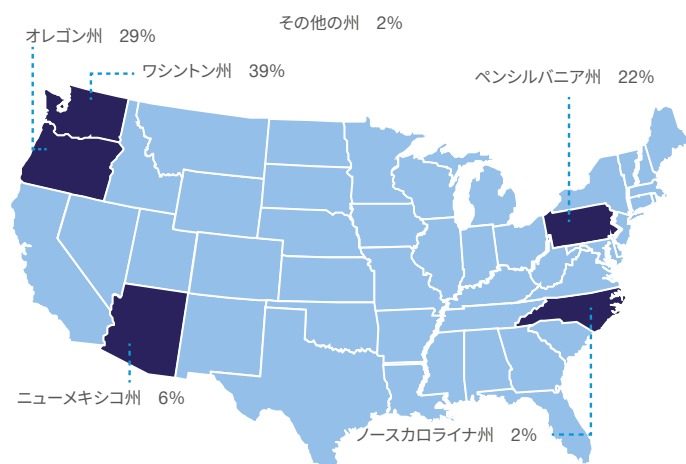 その他の州 2%
オレゴン州 29%
ワシントン州 39%
ペンシルバニア州 22%
ニューメキシコ州 6%
ノースカロライナ州 2%